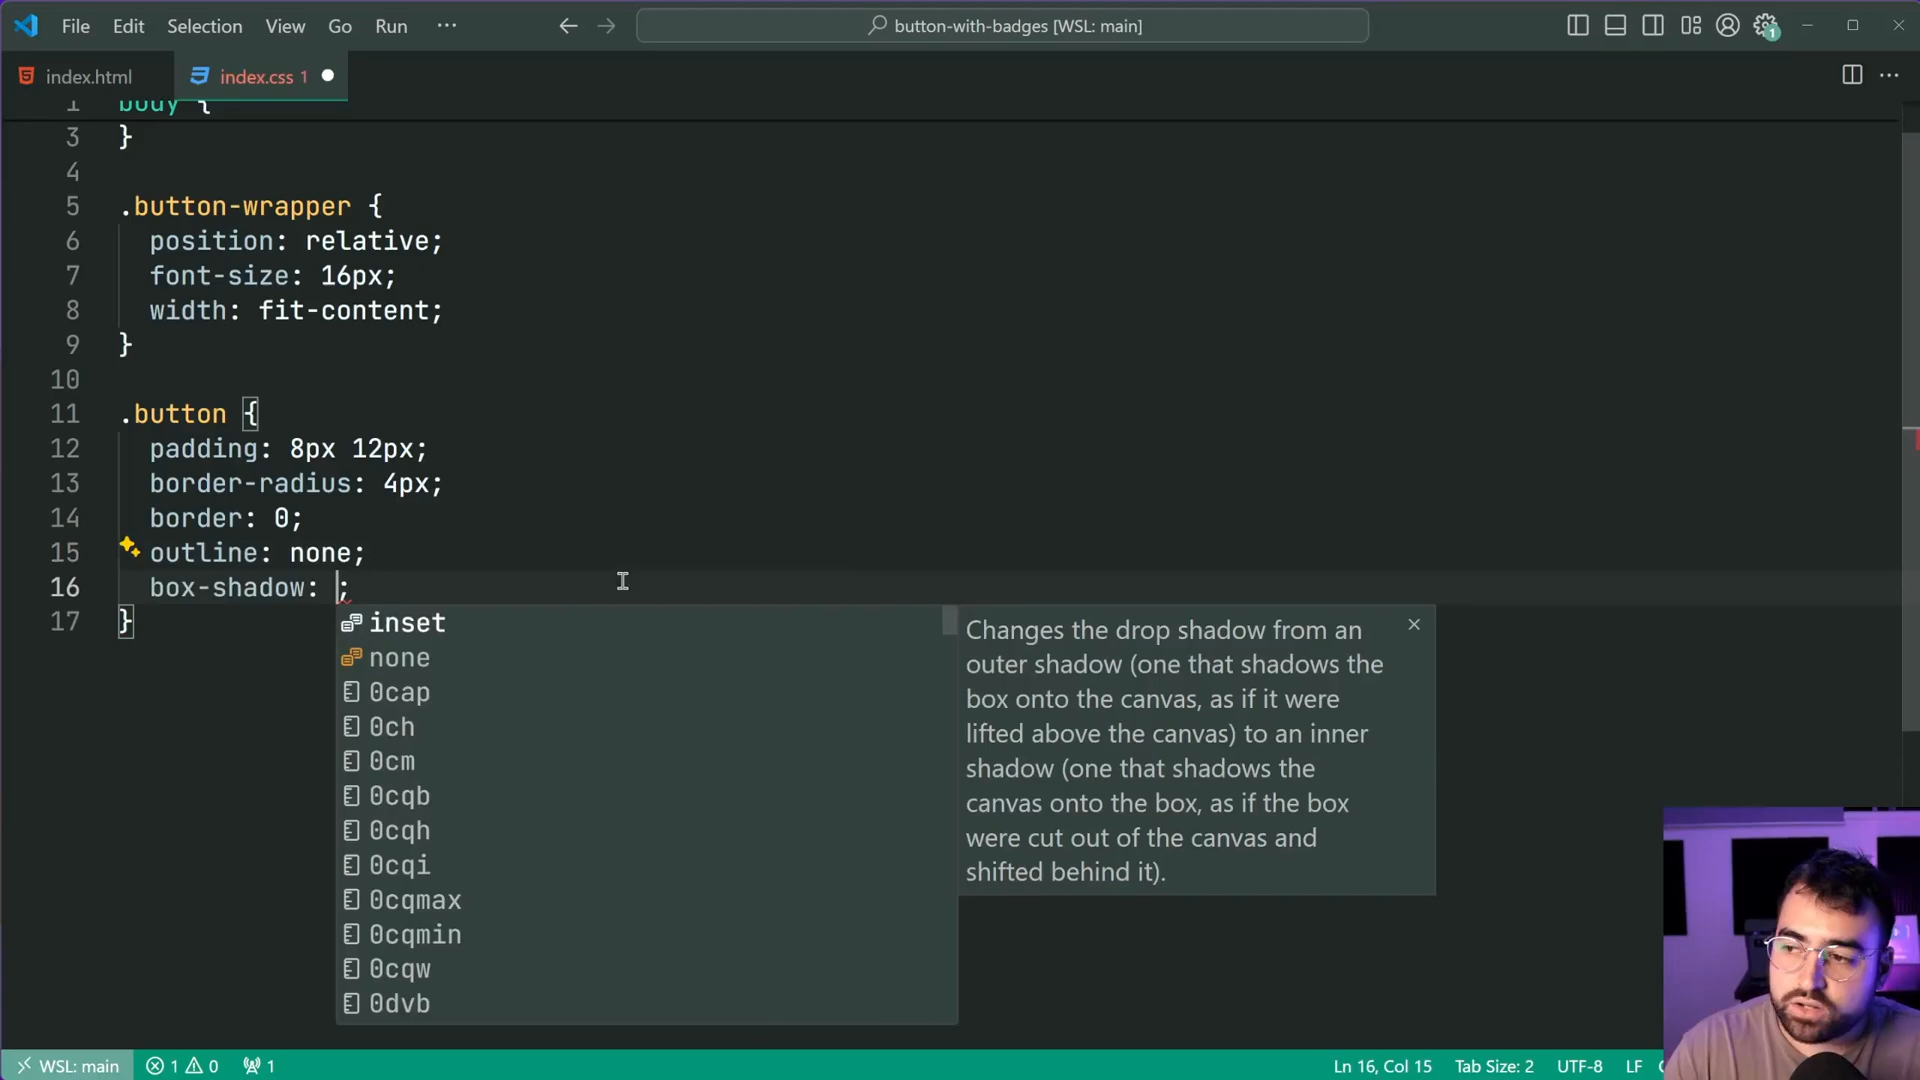 File Edit Selection View Go Run ···
button-with-badges [WSL: main]
1
index.html
index.css 1
1 body {
3 }
4
5 .button-wrapper {
6 position: relative;
7 font-size: 16px;
8 width: fit-content;
9 }
10
11 .button {
12 padding: 8px 12px;
13 border-radius: 4px;
14 border: 0;
15 outline: none;
16 box-shadow: ;
17 }
inset
none
0cap
0ch
0cm
0cqb
0cqh
0cqi
0cqmax
0cqmin
0cqw
0dvb
Changes the drop shadow from an
outer shadow (one that shadows the
box onto the canvas, as if it were
lifted above the canvas) to an inner
shadow (one that shadows the
canvas onto the box, as if the box
were cut out of the canvas and
shifted behind it).
WSL: main 1 0 1 Ln 16, Col 15 Tab Size: 2 UTF-8 LF